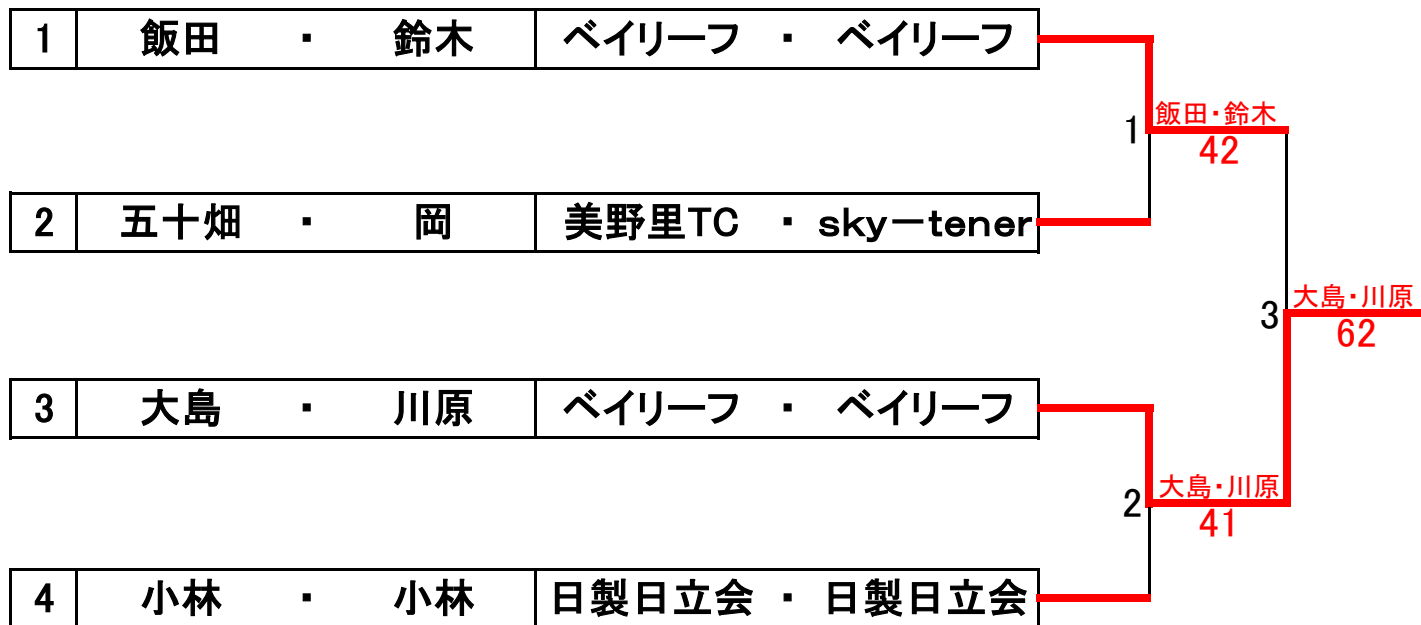 1 飯田 ・ 鈴木 ベイリーフ ・ ベイリーフ
飯田・鈴木
1
42
2 五十畑 ・ 岡 美野里TC ・ sky－tener
大島・川原
3
62
3 大島 ・ 川原 ベイリーフ ・ ベイリーフ
大島・川原
2
41
4 小林 ・ 小林 日製日立会 ・ 日製日立会